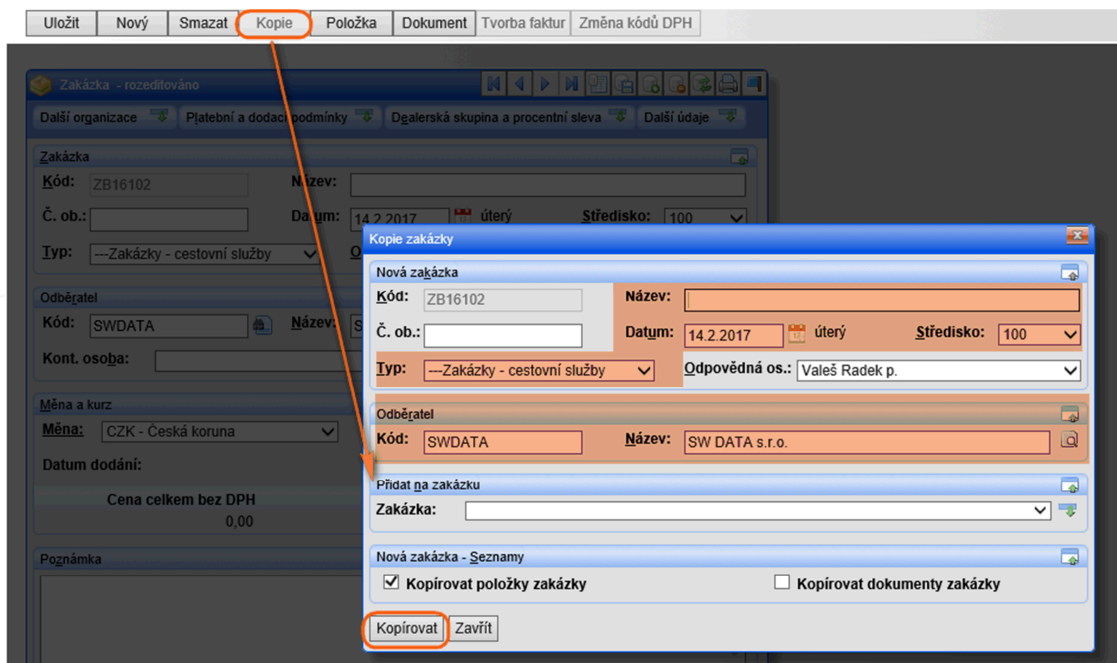 Uložit Nový Smazat Kopie Položka Dokument Tvorba faktur Změna kódů DPH
Zakázka - rozeditováno
Další organizace Platební a dodací podmínky Dealerská skupina a procentní sleva Další údaje
Zakázka
Kód: ZB16102 Název:
Č. ob.: Datum: 14.2.2017 úterý Středisko: 100
Typ: ---Zakázky - cestovní služby
Odběratel
Kód: SWDATA Název:
Kont. osoba:
Měna a kurz
Měna: CZK - Česká koruna
Datum dodání:
Cena celkem bez DPH
0,00
Poznámka
Kopie zakázky
Nová zakázka
Kód: ZB16102 Název:
Č. ob.: Datum: 14.2.2017 úterý Středisko: 100
Typ: ---Zakázky - cestovní služby Odpovědná os.: Valeš Radek p.
Odběratel
Kód: SWDATA Název: SW DATA s.r.o.
Přidat na zakázku
Zakázka:
Nová zakázka - Seznamy
Kopírovat položky zakázky Kopírovat dokumenty zakázky
Kopírovat Zavřít